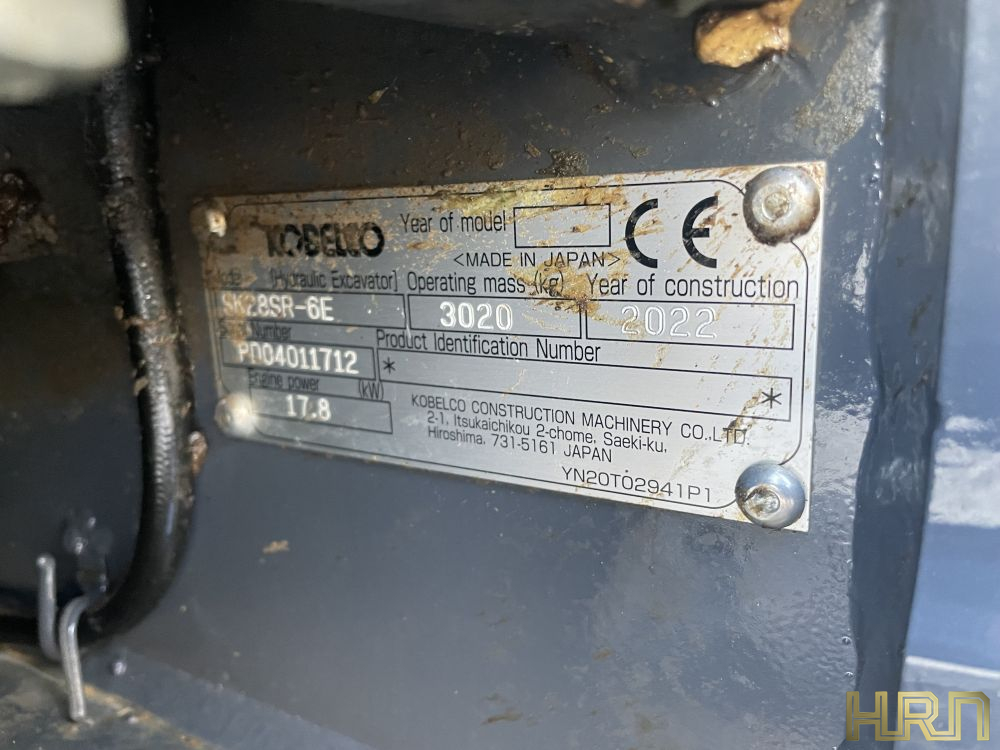 KOBELCO
Year of model
CE
<MADE IN JAPAN>
[Hydraulic Excavator] Operating mass (kg) Year of construction
SK28SR-6E 3020 2022
Number Product Identification Number
PD04011712 * *
Engine power (kW)
17.8
KOBELCO CONSTRUCTION MACHINERY CO.,LTD.
2-1, Itsukaichikou 2-chome, Saeki-ku,
Hiroshima, 731-5161 JAPAN
YN20T02941P1
HRN